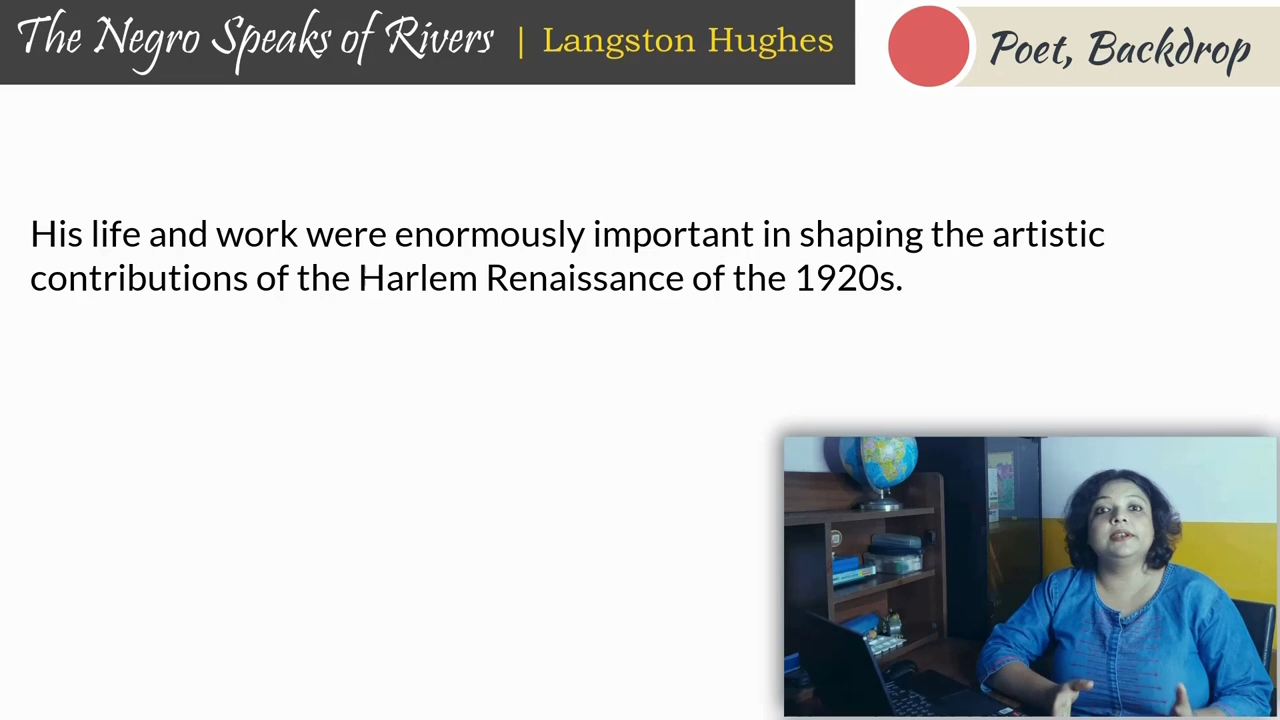 The Negro Speaks of Rivers | Langston Hughes
Poet, Backdrop
His life and work were enormously important in shaping the artistic
contributions of the Harlem Renaissance of the 1920s.